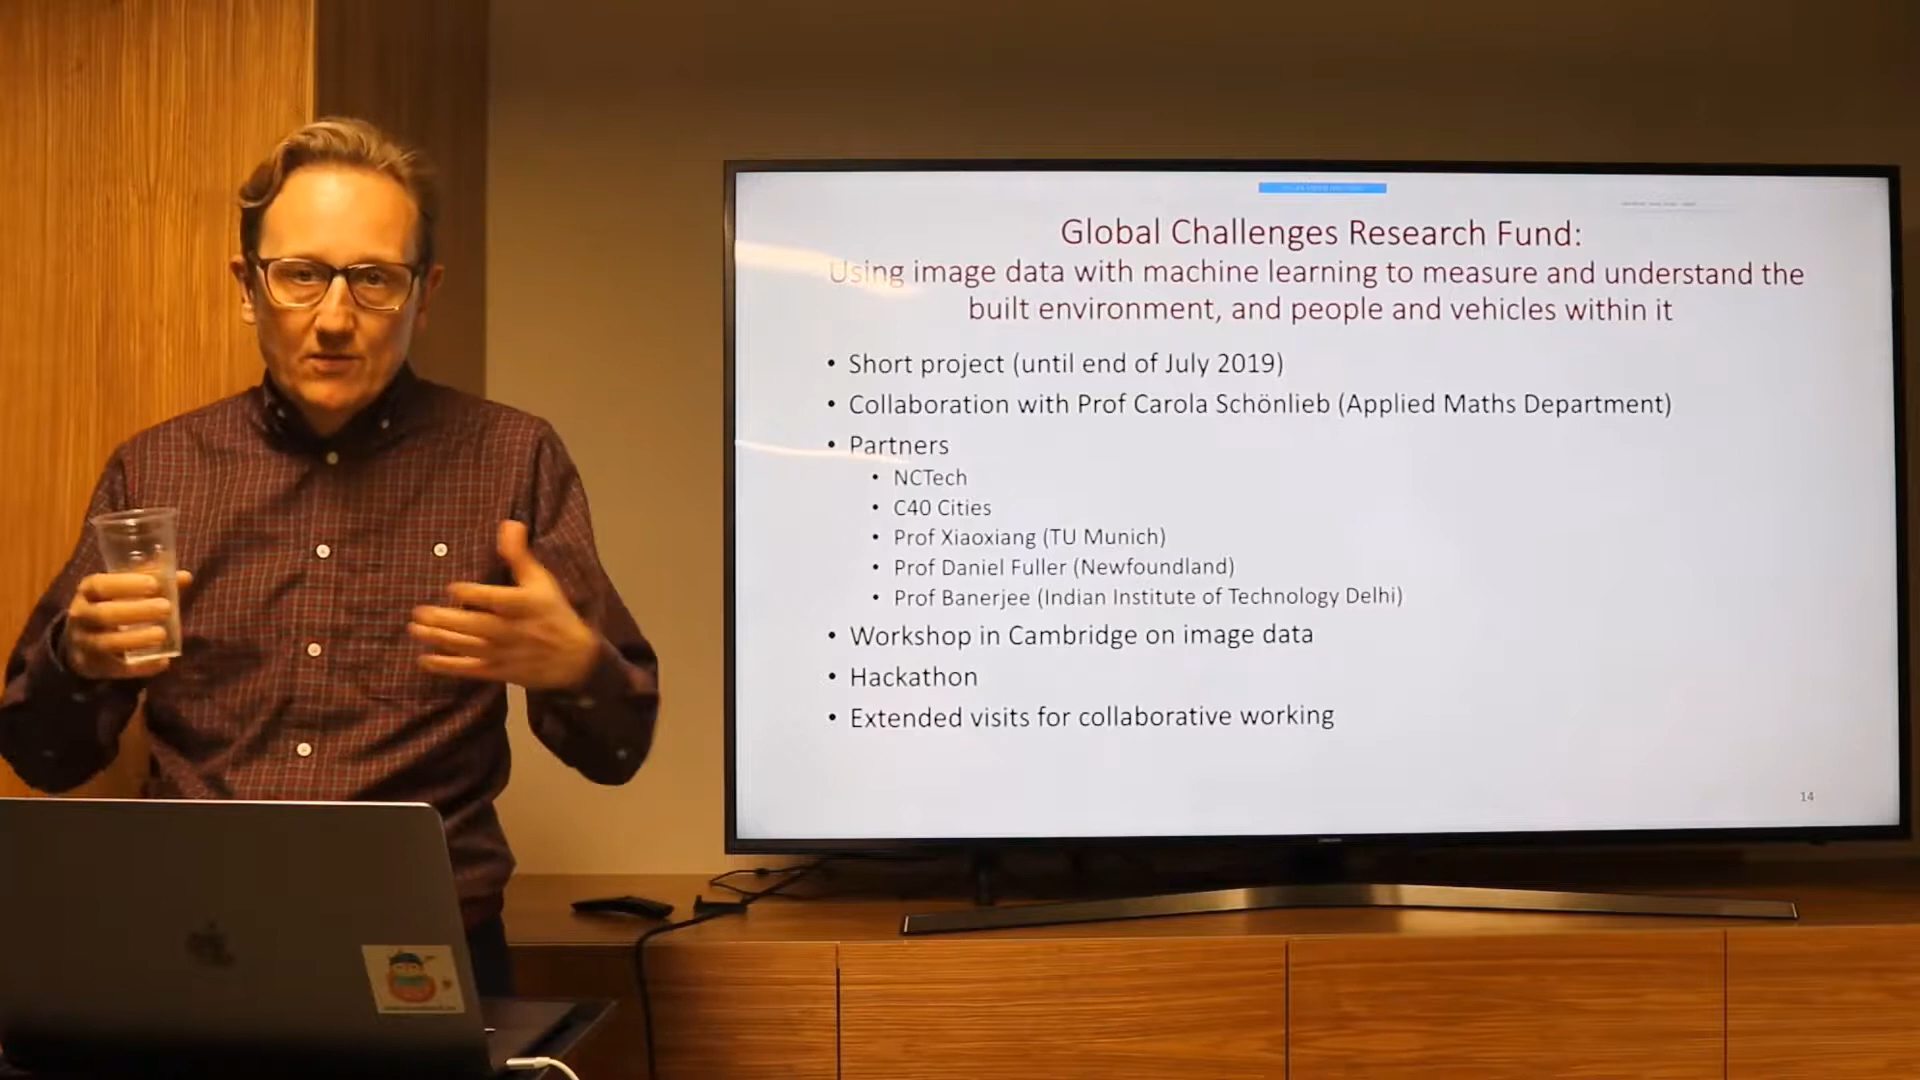 Global Challenges Research Fund:
Using image data with machine learning to measure and understand the
built environment, and people and vehicles within it
• Short project (until end of July 2019)
• Collaboration with Prof Carola Schönlieb (Applied Maths Department)
• Partners
• NCTech
• C40 Cities
• Prof Xiaoxiang (TU Munich)
• Prof Daniel Fuller (Newfoundland)
• Prof Banerjee (Indian Institute of Technology Delhi)
• Workshop in Cambridge on image data
• Hackathon
• Extended visits for collaborative working
14